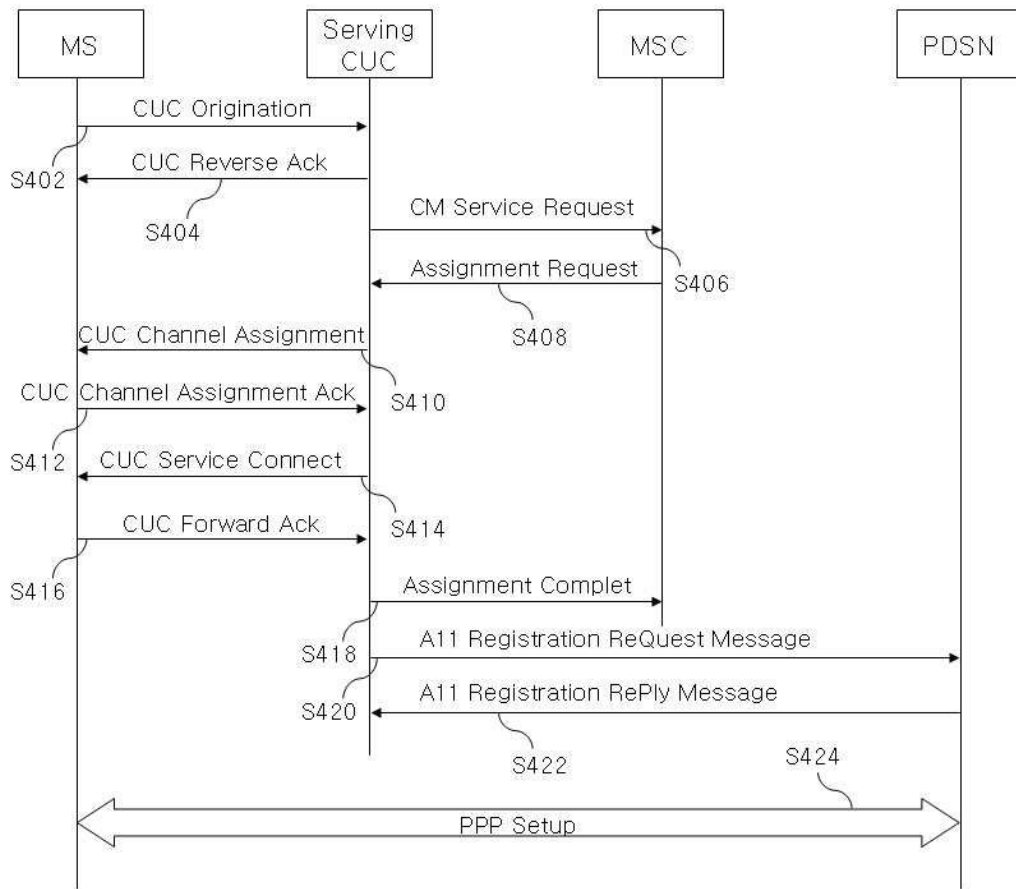 MS
Serving
CUC
MSC
PDSN
CUC Origination
S402
CUC Reverse Ack
S404
CM Service Request
S406
Assignment Request
S408
CUC Channel Assignment
S410
CUC Channel Assignment Ack
S412
CUC Service Connect
S414
CUC Forward Ack
S416
Assignment Complet
S418
A11 Registration ReQuest Message
S420
A11 Registration RePly Message
S422
S424
PPP Setup